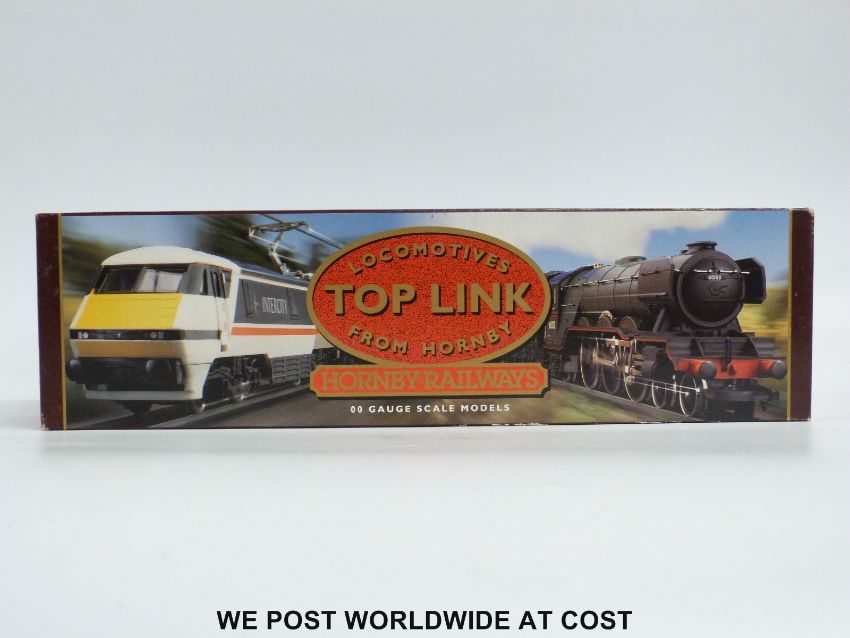 LOCOMOTIVES
TOP LINK
FROM HORNBY
HORNBY·RAILWAYS
00 GAUGE SCALE MODELS
INTERCITY
WE POST WORLDWIDE AT COST